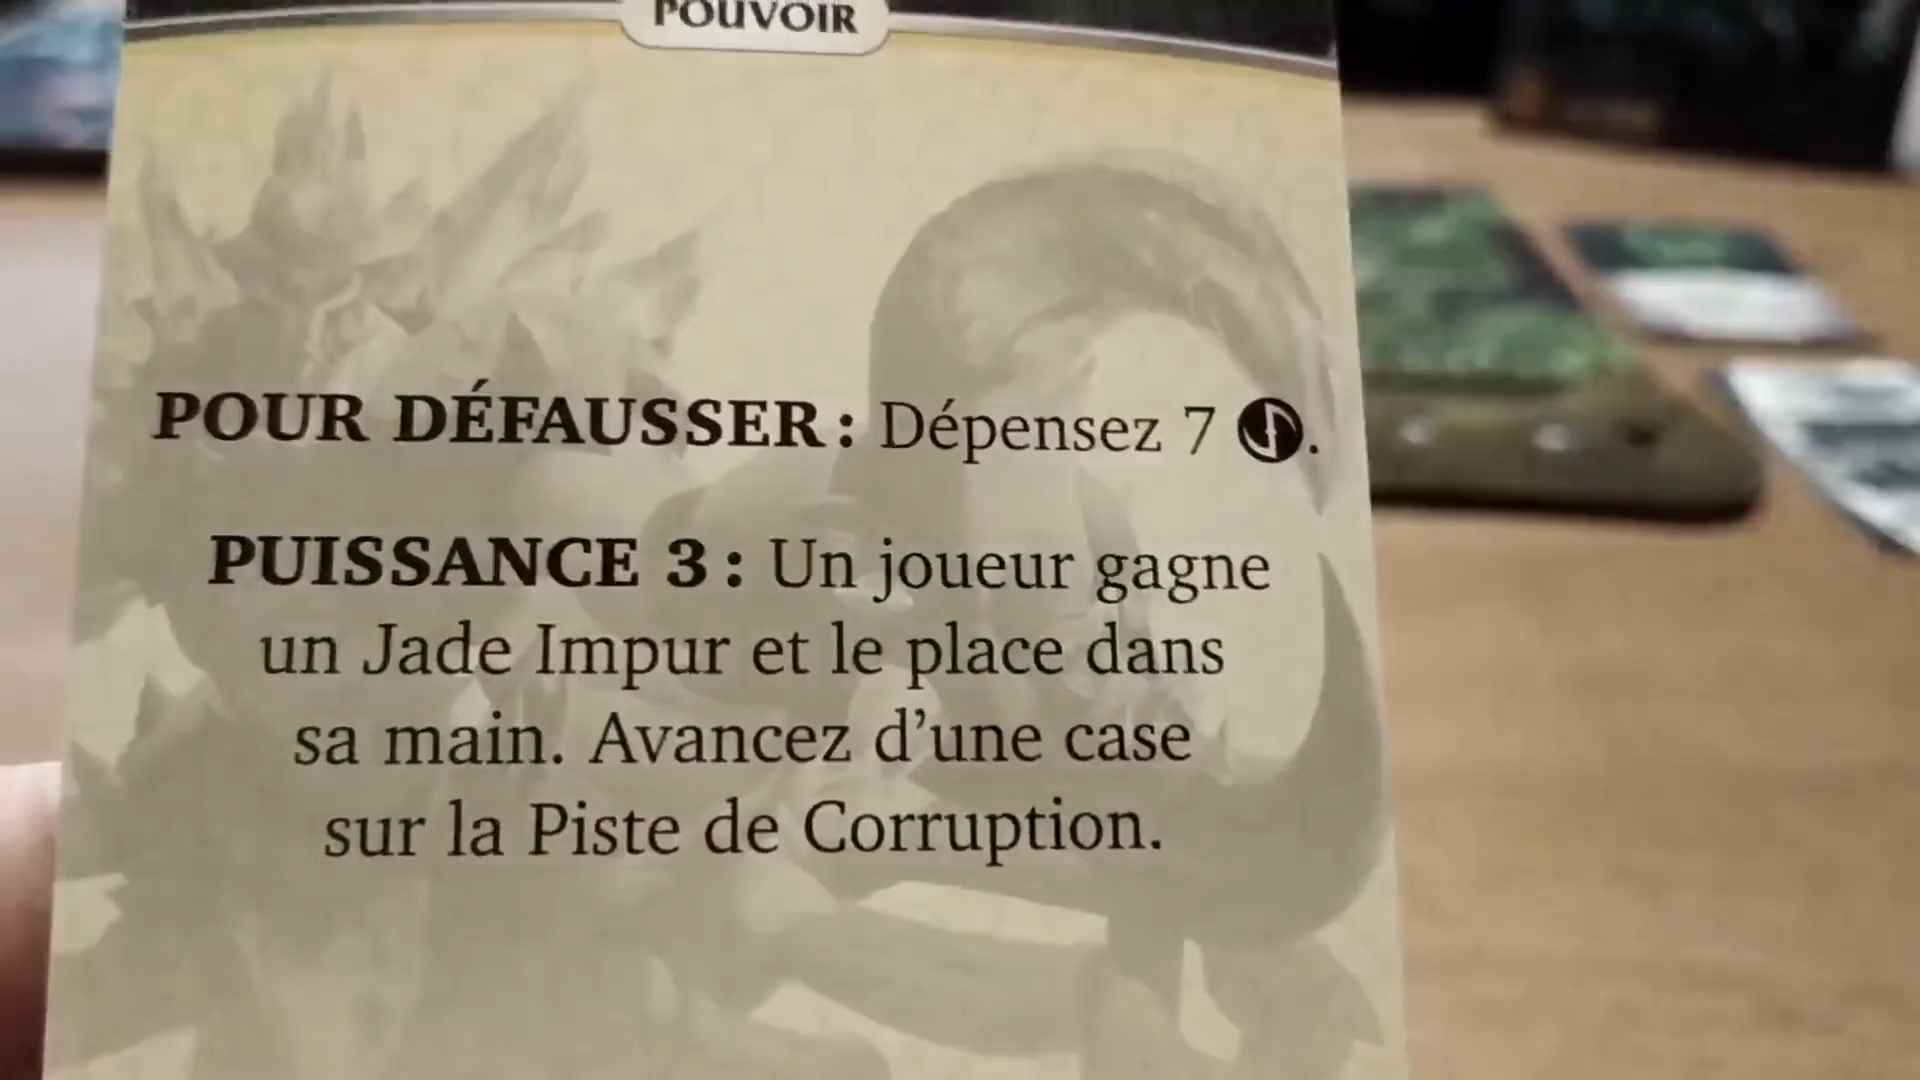 POUVOIR
POUR DÉFAUSSER : Dépensez 7 .
PUISSANCE 3 : Un joueur gagne
un Jade Impur et le place dans
sa main. Avancez d’une case
sur la Piste de Corruption.